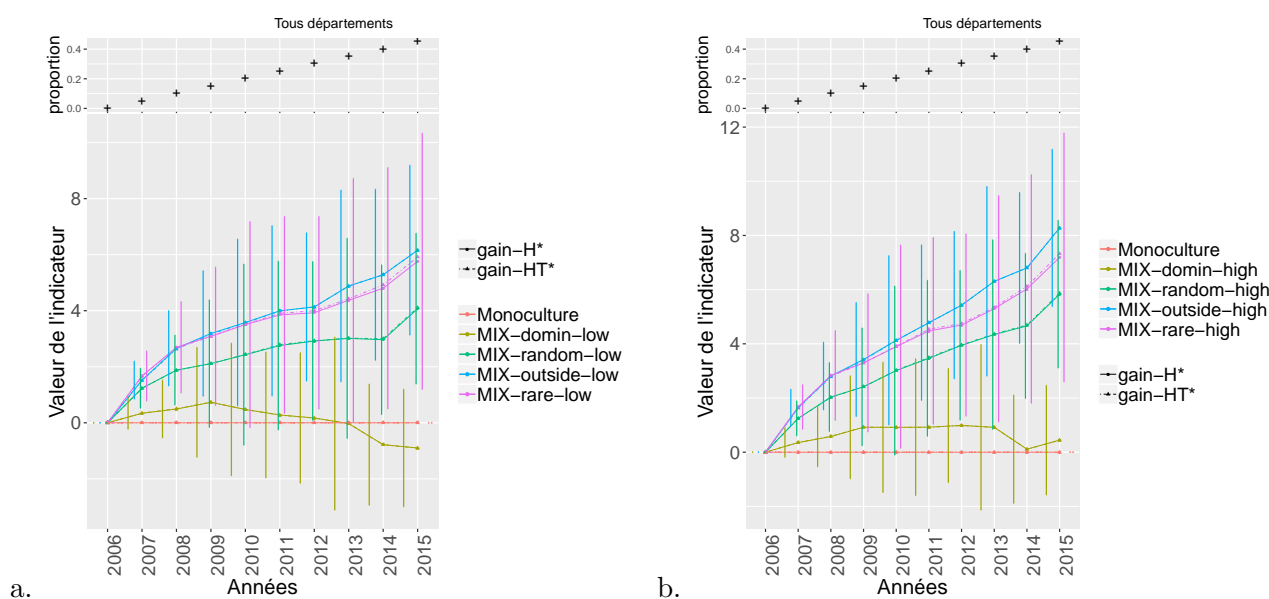 Tous départements
proportion
0.4
0.2
0.0
Valeur de l'indicateur
8
4
0
2006
2007
2008
2009
2010
2011
2012
2013
2014
2015
Années
gain-H*
gain-HT*
Monoculture
MIX-domin-low
MIX-random-low
MIX-outside-low
MIX-rare-low
a.
Tous départements
proportion
0.4
0.2
0.0
Valeur de l'indicateur
12
8
4
0
2006
2007
2008
2009
2010
2011
2012
2013
2014
2015
Années
Monoculture
MIX-domin-high
MIX-random-high
MIX-outside-high
MIX-rare-high
gain-H*
gain-HT*
b.